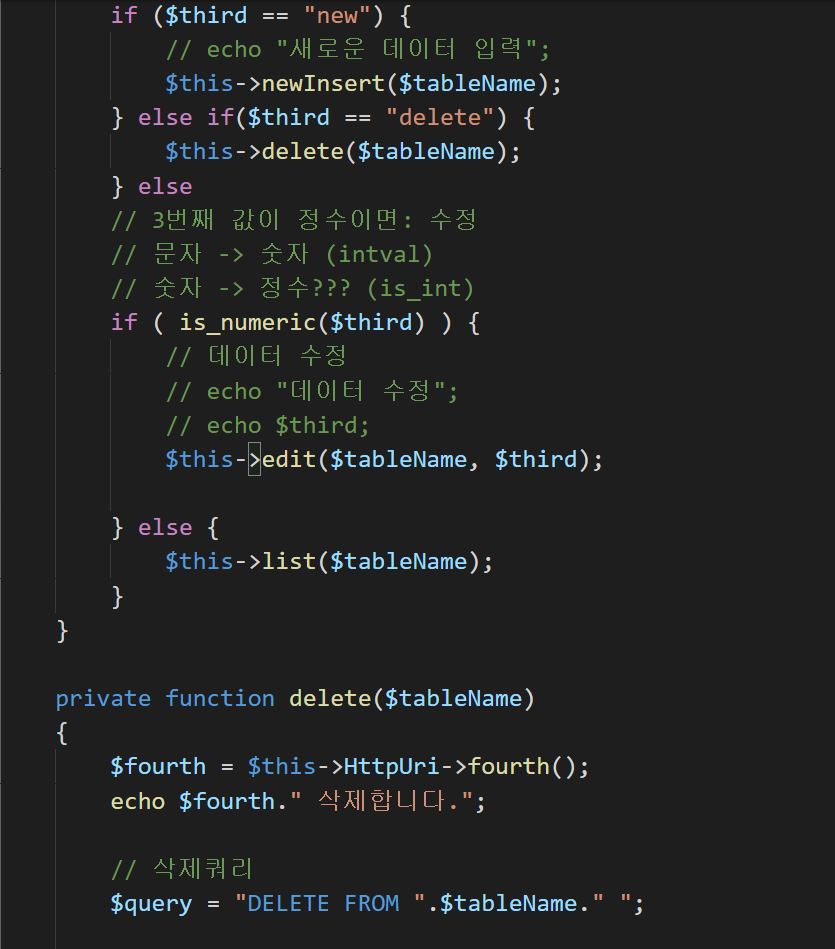 if ($third == "new") {
// echo "새로운 데이터 입력";
$this->newInsert($tableName);
} else if($third == "delete") {
$this->delete($tableName);
} else
// 3번째 값이 정수이면: 수정
// 문자 -> 숫자 (intval)
// 숫자 -> 정수??? (is_int)
if ( is_numeric($third) ) {
// 데이터 수정
// echo "데이터 수정";
// echo $third;
$this->edit($tableName, $third);
} else {
$this->list($tableName);
}
}
private function delete($tableName)
{
$fourth = $this->HttpUri->fourth();
echo $fourth." 삭제합니다.";
// 삭제쿼리
$query = "DELETE FROM ".$tableName." ";